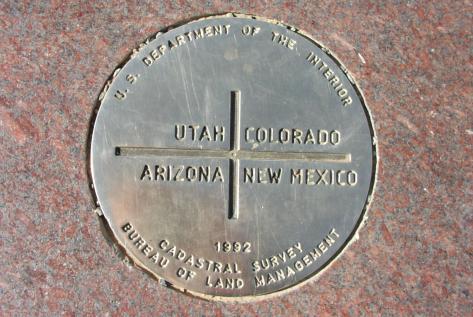 U. S. DEPARTMENT OF THE INTERIOR
UTAH COLORADO
ARIZONA NEW MEXICO
1992
CADASTRAL SURVEY
BUREAU OF LAND MANAGEMENT